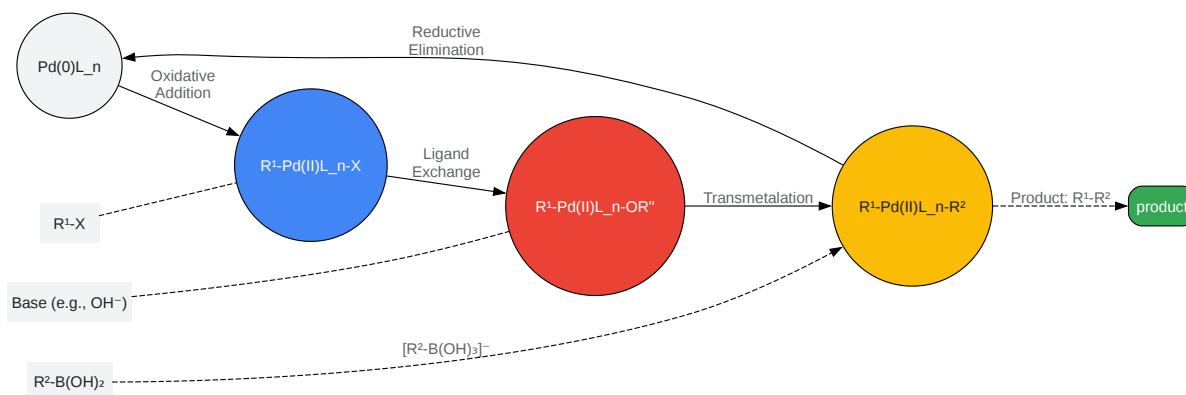 Reductive
Elimination
Pd(0)L_n
Oxidative
Addition
R¹-Pd(II)L_n-X
Ligand
Exchange
R¹-Pd(II)L_n-OR"
Transmetalation
R¹-Pd(II)L_n-R²
Product: R¹-R²
product
R¹-X
Base (e.g., OH⁻)
[R²-B(OH)₃]⁻
R²-B(OH)₂